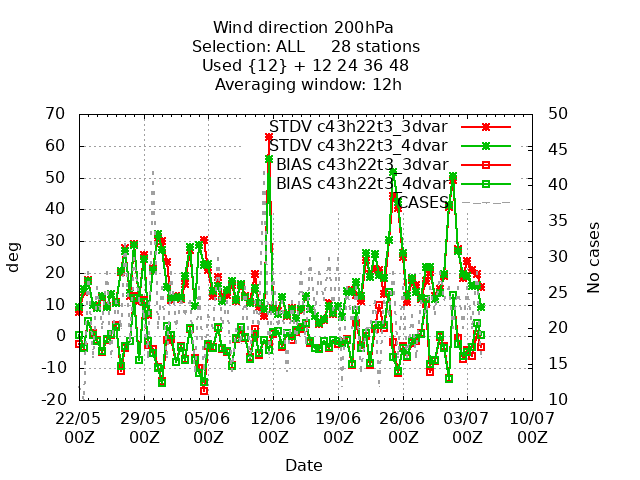 Wind direction 200hPa
Selection: ALL 28 stations
Used {12} + 12 24 36 48
Averaging window: 12h
STDV c43h22t3_3dvar
STDV c43h22t3_4dvar
BIAS c43h22t3_3dvar
BIAS c43h22t3_4dvar
CASES
deg
70
60
50
40
30
20
10
0
-10
-20
No cases
50
45
40
35
30
25
20
15
10
22/05 29/05 05/06 12/06 19/06 26/06 03/07 10/07
00Z 00Z 00Z 00Z 00Z 00Z 00Z 00Z
Date